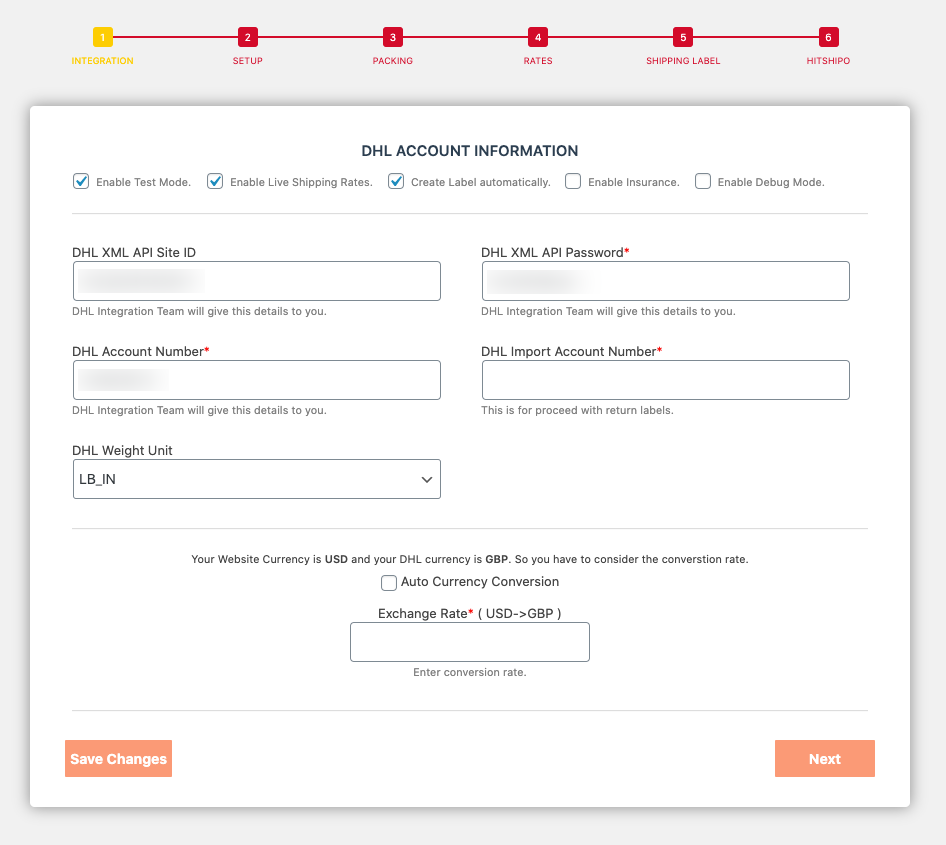 1 2 3 4 5 6
INTEGRATION SETUP PACKING RATES SHIPPING LABEL HITSHIPO
DHL ACCOUNT INFORMATION
Enable Test Mode. Enable Live Shipping Rates. Create Label automatically. Enable Insurance. Enable Debug Mode.
DHL XML API Site ID DHL XML API Password*
DHL Integration Team will give this details to you. DHL Integration Team will give this details to you.
DHL Account Number* DHL Import Account Number*
DHL Integration Team will give this details to you. This is for proceed with return labels.
DHL Weight Unit
LB_IN
Your Website Currency is USD and your DHL currency is GBP. So you have to consider the converstion rate.
Auto Currency Conversion
Exchange Rate* ( USD->GBP )
Enter conversion rate.
Save Changes Next